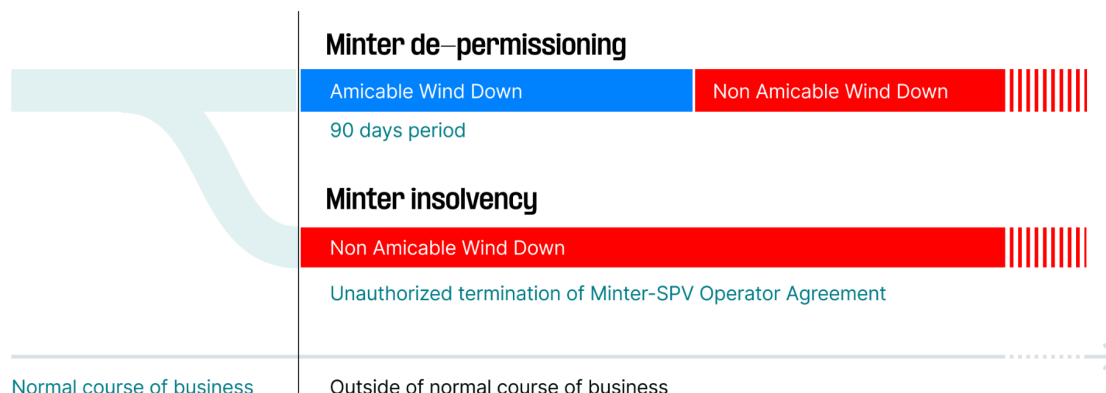 Minter de–permissioning
Amicable Wind Down
Non Amicable Wind Down
90 days period
Minter insolvency
Non Amicable Wind Down
Unauthorized termination of Minter-SPV Operator Agreement
Normal course of business
Outside of normal course of business